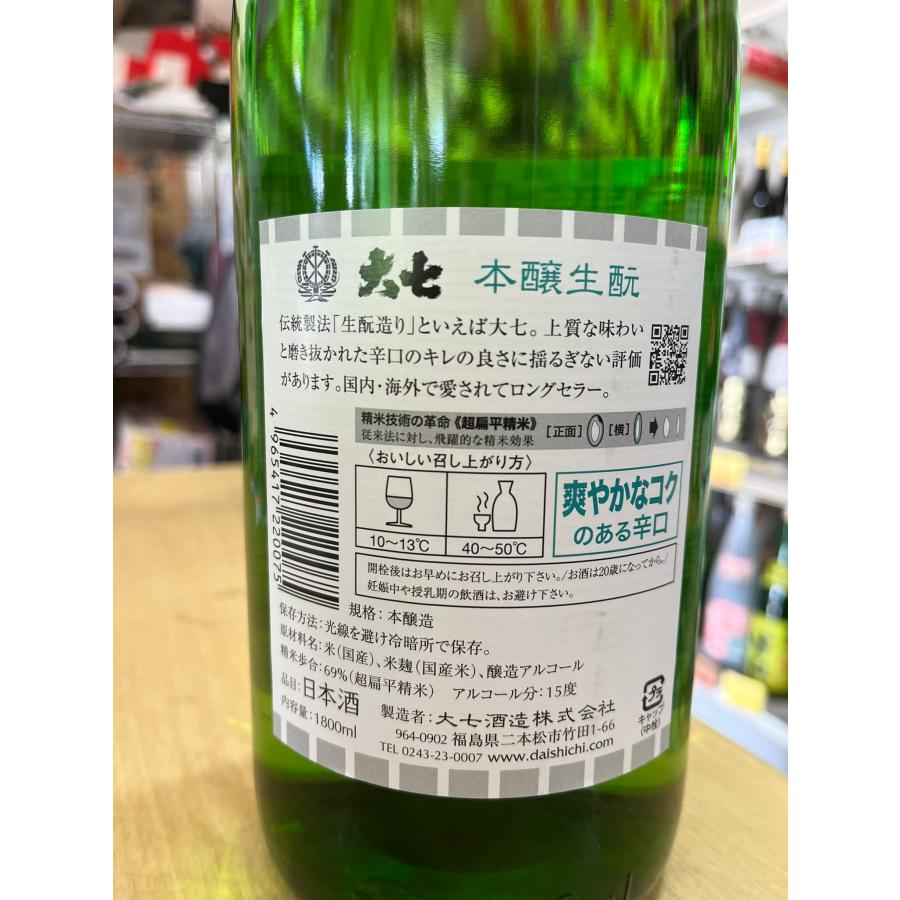 大七 本醸生酛
伝統製法「生酛造り」といえば大七。上質な味わい
と磨き抜かれた辛口のキレの良さに揺るぎない評価
があります。国内・海外で愛されてロングセラー。
精米技術の革命《超扁平精米》
従来法に対し、飛躍的な精米効果
[正面] [横]
〈おいしい召し上がり方〉
10〜13℃
40〜50℃
爽やかなコク
のある辛口
開栓後はお早めにお召し上がり下さい。/お酒は20歳になってから。/
妊娠中や授乳期の飲酒は、お避け下さい。
規格:本醸造
保存方法:光線を避け冷暗所で保存。
原材料名:米(国産)、米麹(国産米)、醸造アルコール
精米歩合:69%(超扁平精米) アルコール分:15度
品目:日本酒
内容量:1800ml
製造者:大七酒造株式会社
964-0902 福島県二本松市竹田1-66
TEL 0243-23-0007 www.daishichi.com
プラ
キャップ
(中栓)
4 965417 220075